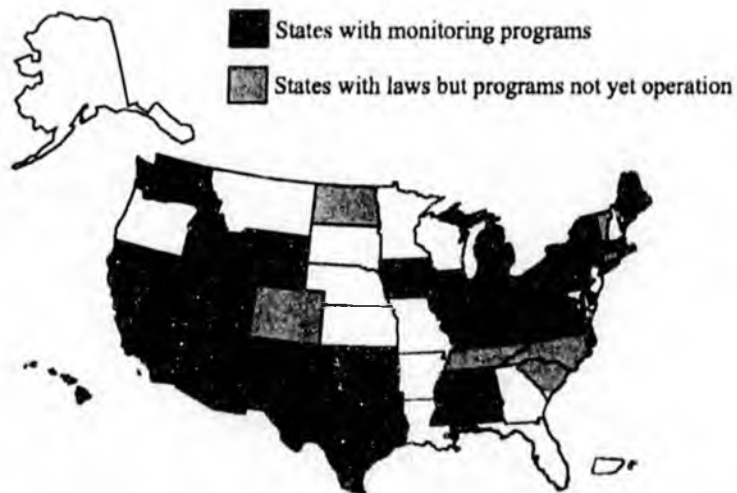 States with monitoring programs
States with laws but programs not yet operation